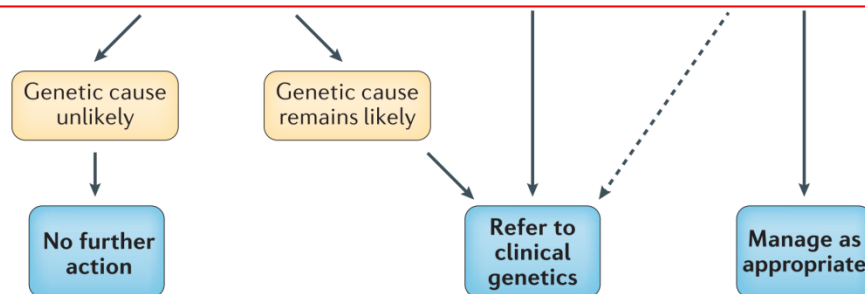 Genetic cause
unlikely
Genetic cause
remains likely
No further
action
Refer to
clinical
genetics
Manage as
appropriate